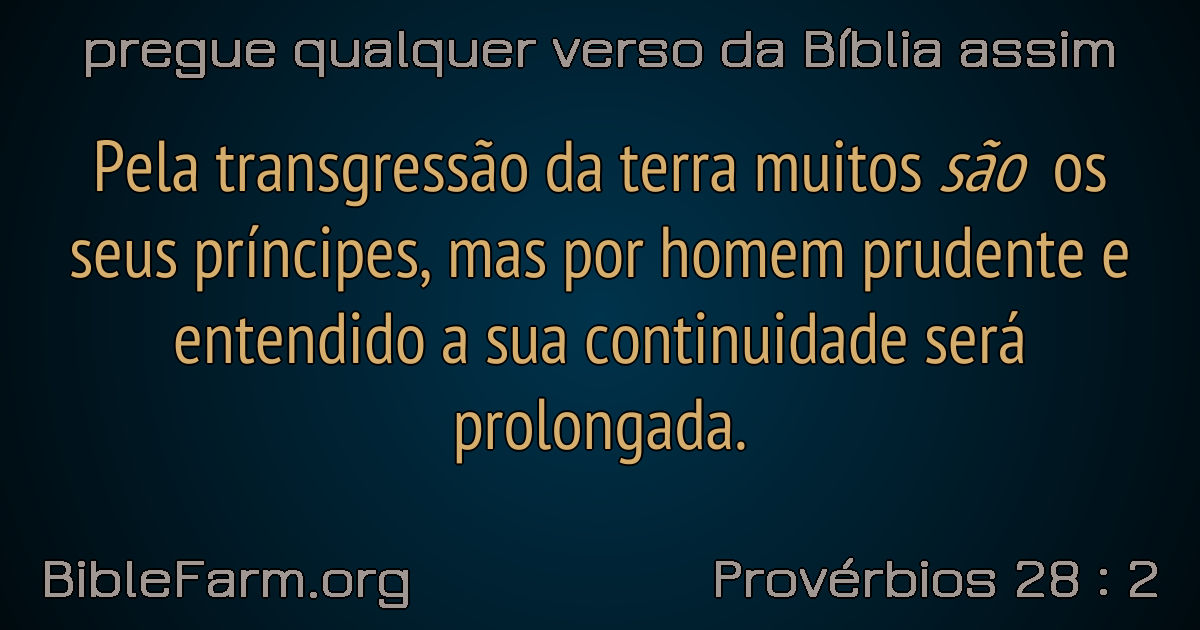 pregue qualquer verso da Bíblia assim
Pela transgressão da terra muitos são os
seus príncipes, mas por homem prudente e
entendido a sua continuidade será
prolongada.
BibleFarm.org
Provérbios 28 : 2